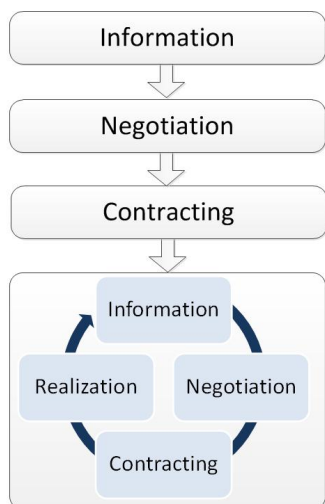 Information
Negotiation
Contracting
Information
Realization
Negotiation
Contracting